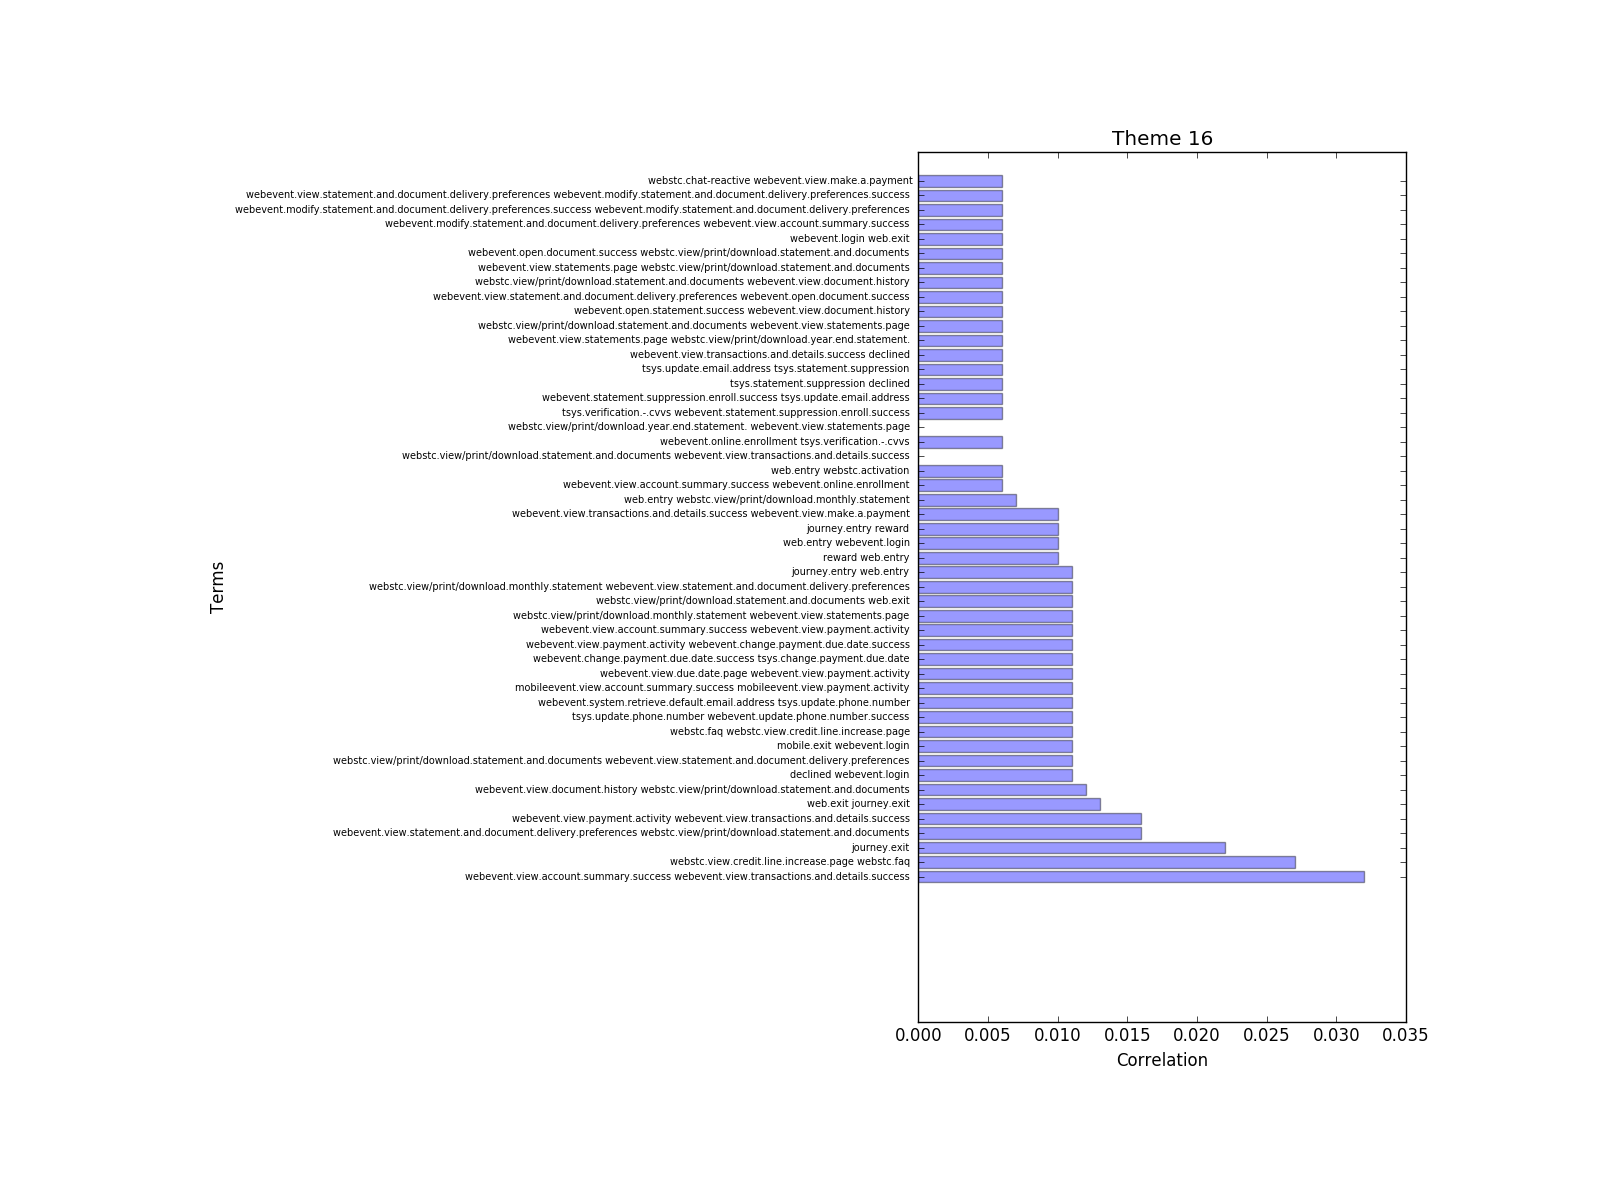 Theme 16
webstc.chat-reactive webevent.view.make.a.payment
webevent.view.statement.and.document.delivery.preferences webevent.modify.statement.and.document.delivery.preferences.success
webevent.modify.statement.and.document.delivery.preferences.success webevent.modify.statement.and.document.delivery.preferences
webevent.modify.statement.and.document.delivery.preferences webevent.view.account.summary.success
webevent.login web.exit
webevent.open.document.success webstc.view/print/download.statement.and.documents
webevent.view.statements.page webstc.view/print/download.statement.and.documents
webstc.view/print/download.statement.and.documents webevent.view.document.history
webevent.view.statement.and.document.delivery.preferences webevent.open.document.success
webevent.open.statement.success webevent.view.document.history
webstc.view/print/download.statement.and.documents webevent.view.statements.page
webevent.view.statements.page webstc.view/print/download.year.end.statement.
webevent.view.transactions.and.details.success declined
tsys.update.email.address tsys.statement.suppression
tsys.statement.suppression declined
webevent.statement.suppression.enroll.success tsys.update.email.address
tsys.verification.-.cvvs webevent.statement.suppression.enroll.success
webstc.view/print/download.year.end.statement. webevent.view.statements.page
webevent.online.enrollment tsys.verification.-.cvvs
webstc.view/print/download.statement.and.documents webevent.view.transactions.and.details.success
web.entry webstc.activation
webevent.view.account.summary.success webevent.online.enrollment
web.entry webstc.view/print/download.monthly.statement
webevent.view.transactions.and.details.success webevent.view.make.a.payment
journey.entry reward
web.entry webevent.login
reward web.entry
journey.entry web.entry
webstc.view/print/download.monthly.statement webevent.view.statement.and.document.delivery.preferences
webstc.view/print/download.statement.and.documents web.exit
webstc.view/print/download.monthly.statement webevent.view.statements.page
webevent.view.account.summary.success webevent.view.payment.activity
webevent.view.payment.activity webevent.change.payment.due.date.success
webevent.change.payment.due.date.success tsys.change.payment.due.date
webevent.view.due.date.page webevent.view.payment.activity
mobileevent.view.account.summary.success mobileevent.view.payment.activity
webevent.system.retrieve.default.email.address tsys.update.phone.number
tsys.update.phone.number webevent.update.phone.number.success
webstc.faq webstc.view.credit.line.increase.page
mobile.exit webevent.login
webstc.view/print/download.statement.and.documents webevent.view.statement.and.document.delivery.preferences
declined webevent.login
webevent.view.document.history webstc.view/print/download.statement.and.documents
web.exit journey.exit
webevent.view.payment.activity webevent.view.transactions.and.details.success
webevent.view.statement.and.document.delivery.preferences webstc.view/print/download.statement.and.documents
journey.exit
webstc.view.credit.line.increase.page webstc.faq
webevent.view.account.summary.success webevent.view.transactions.and.details.success
Terms
0.000 0.005 0.010 0.015 0.020 0.025 0.030 0.035
Correlation